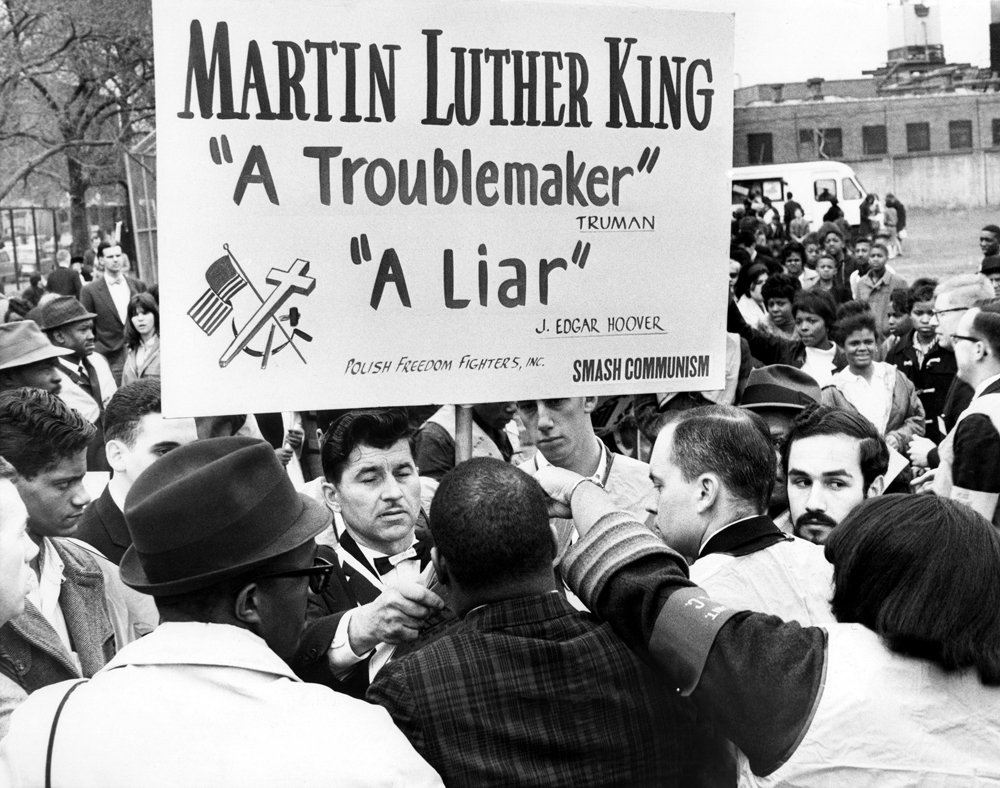 MARTIN LUTHER KING
"A Troublemaker"
TRUMAN
"A Liar"
J. EDGAR HOOVER
POLISH FREEDOM FIGHTERS, INC.
SMASH COMMUNISM